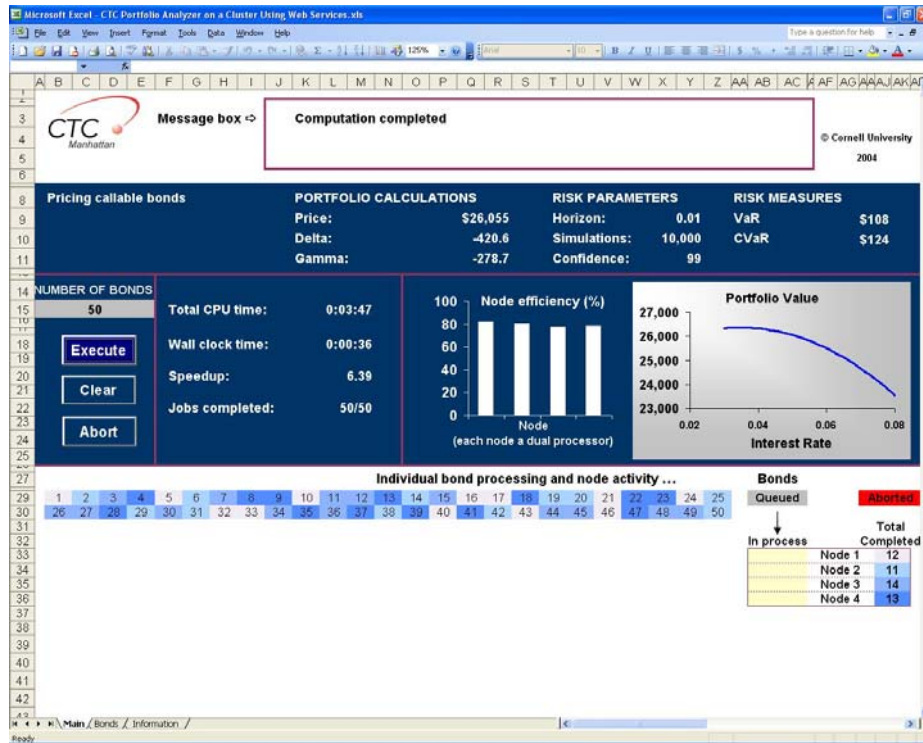 Microsoft Excel - CTC Portfolio Analyzer on a Cluster Using Web Services.xls
File Edit View Insert Format Tools Data Window Help
Type a question for help
125%
Arial
10
A B C D E F G H I J K L M N O P Q R S T U V W X Y Z AA AB AC
CTC
Manhattan
Message box
Computation completed
© Cornell University
2004
Pricing callable bonds
PORTFOLIO CALCULATIONS
Price: $26,055
Delta: -420.6
Gamma: -278.7
RISK PARAMETERS
Horizon: 0.01
Simulations: 10,000
Confidence: 99
RISK MEASURES
VaR $108
CVaR $124
NUMBER OF BONDS
50
Execute
Clear
Abort
Total CPU time: 0:03:47
Wall clock time: 0:00:36
Speedup: 6.39
Jobs completed: 50/50
Node efficiency (%)
100
80
60
40
20
0
Node
(each node a dual processor)
Portfolio Value
27,000
26,000
25,000
24,000
23,000
0.02 0.04 0.06 0.08
Interest Rate
Individual bond processing and node activity ...
1 2 3 4 5 6 7 8 9 10 11 12 13 14 15 16 17 18 19 20 21 22 23 24 25
26 27 28 29 30 31 32 33 34 35 36 37 38 39 40 41 42 43 44 45 46 47 48 49 50
Bonds
Queued
Aborted
In process
Total
Completed
Node 1 12
Node 2 11
Node 3 14
Node 4 13
Main / Bonds / Information
Ready